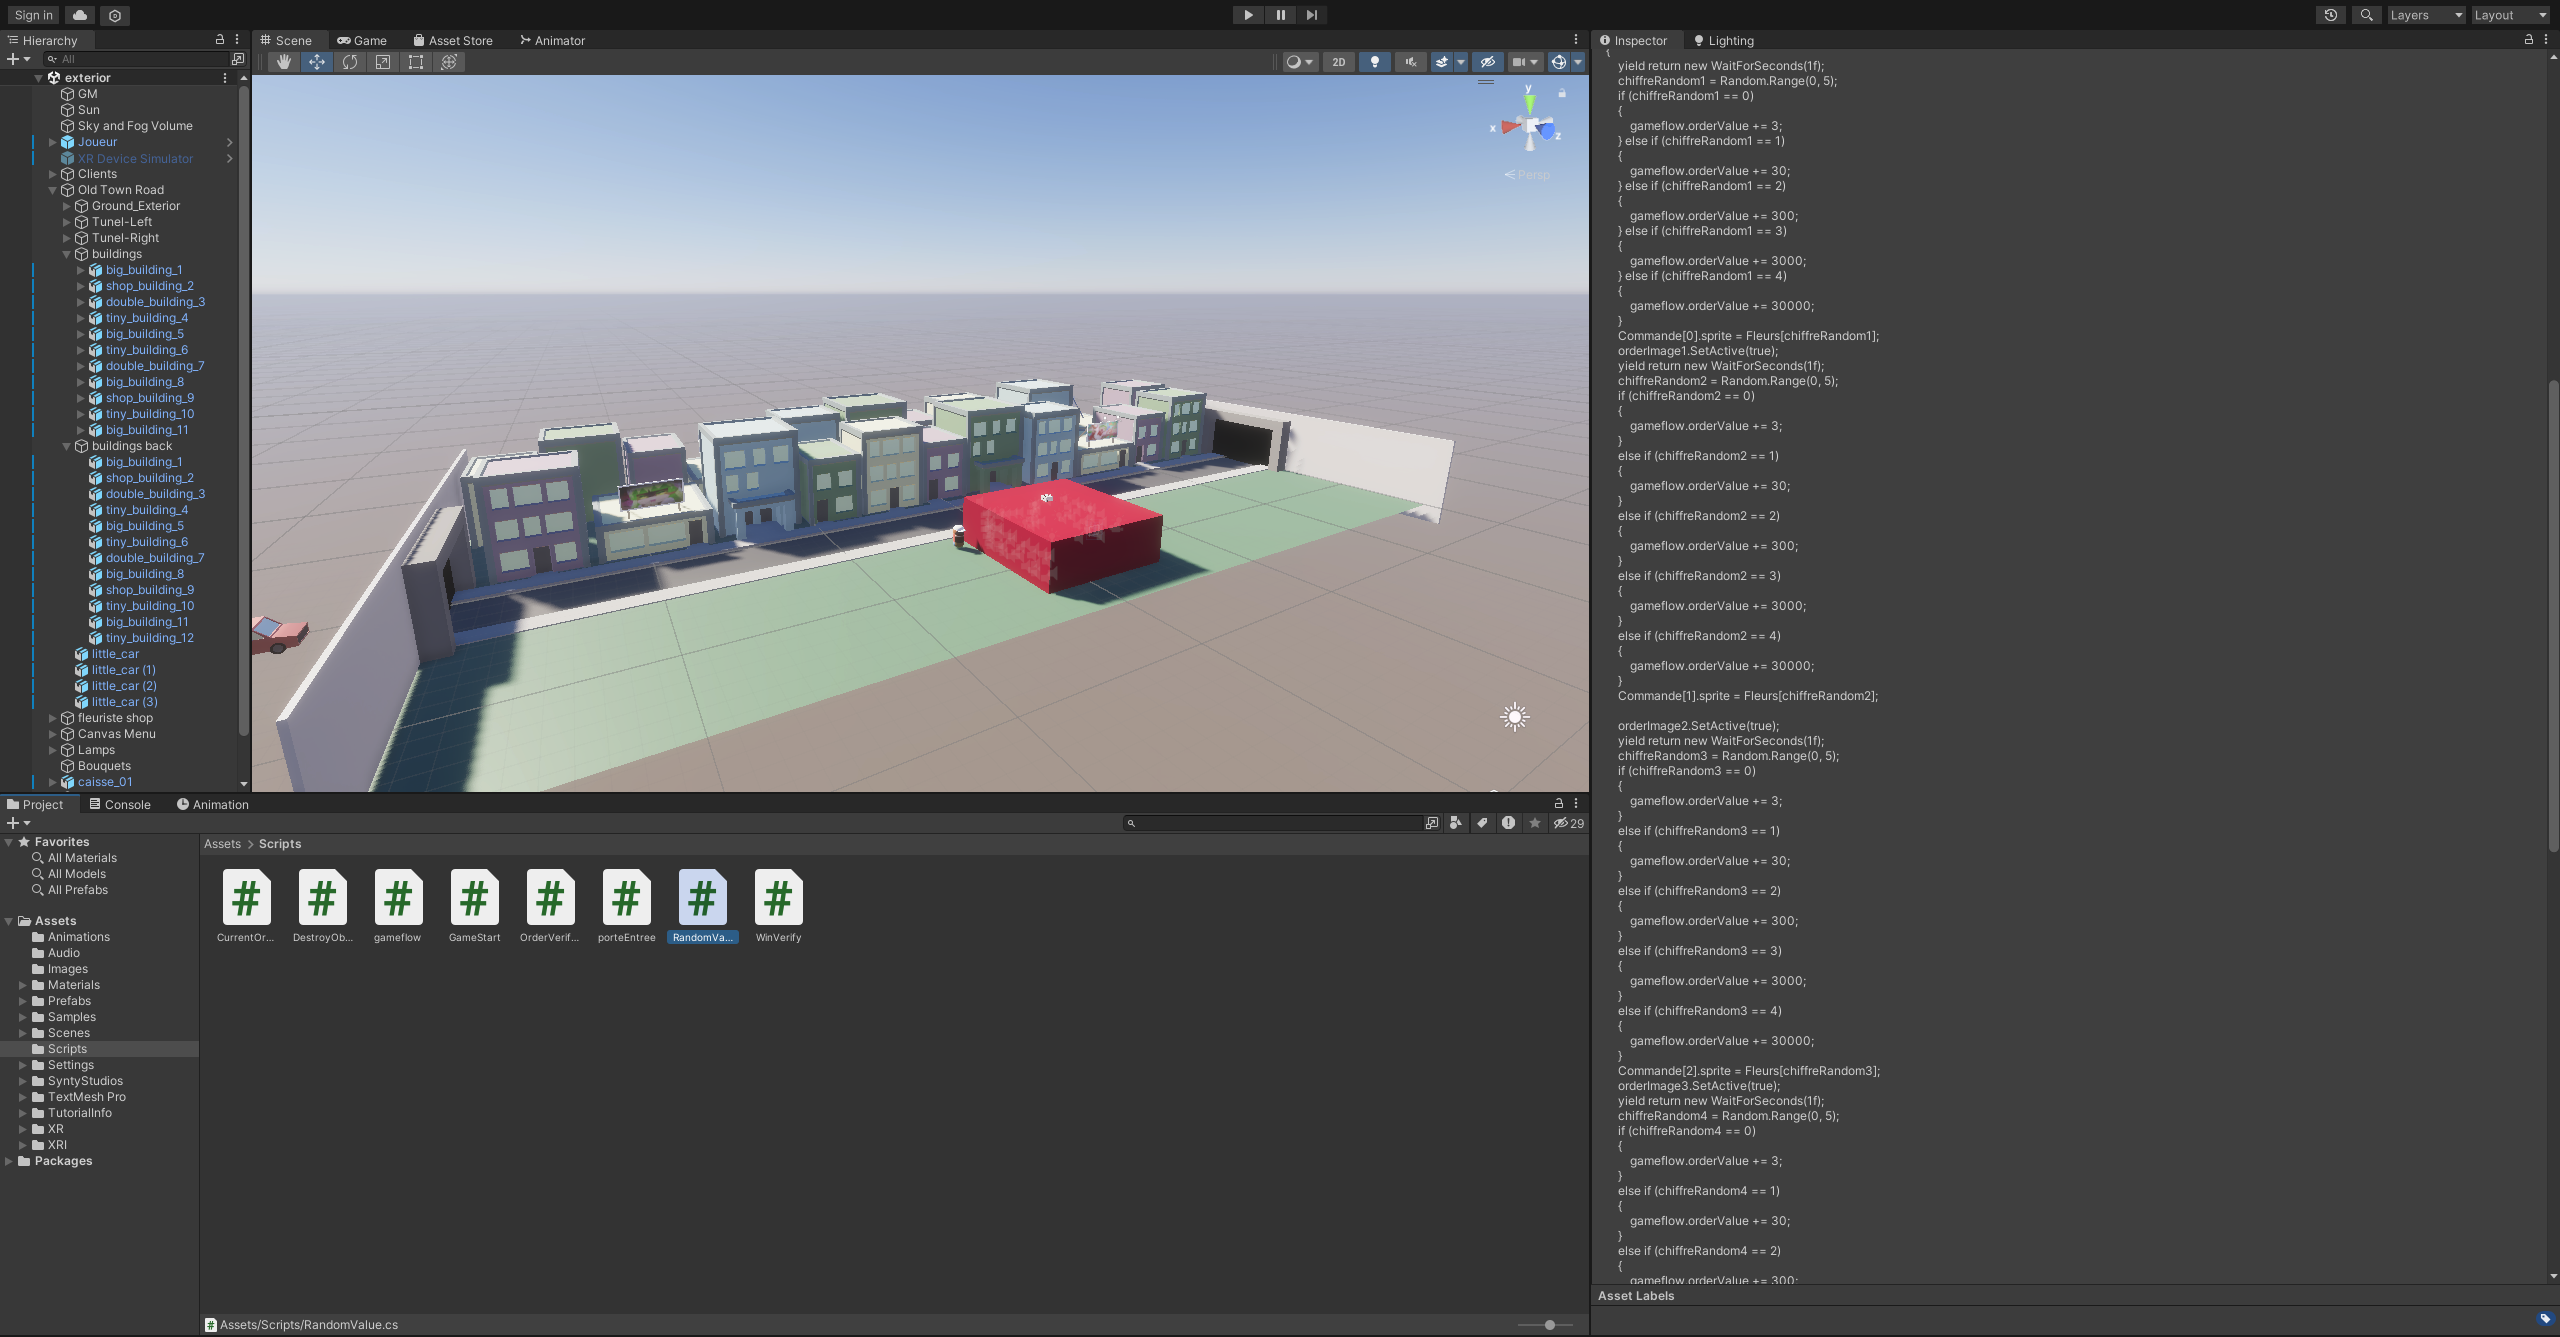 Sign in
Layers
Layout
Hierarchy
All
exterior
GM
Sun
Sky and Fog Volume
Joueur
XR Device Simulator
Clients
Old Town Road
Ground_Exterior
Tunel-Left
Tunel-Right
buildings
big_building_1
shop_building_2
double_building_3
tiny_building_4
big_building_5
tiny_building_6
double_building_7
big_building_8
shop_building_9
tiny_building_10
big_building_11
buildings back
big_building_1
shop_building_2
double_building_3
tiny_building_4
big_building_5
tiny_building_6
double_building_7
big_building_8
shop_building_9
tiny_building_10
big_building_11
tiny_building_12
little_car
little_car (1)
little_car (2)
little_car (3)
fleuriste shop
Canvas Menu
Lamps
Bouquets
caisse_01
Scene
Game
Asset Store
Animator
2D
y
x
z
Persp
Project
Console
Animation
29
Favorites
All Materials
All Models
All Prefabs
Assets
Animations
Audio
Images
Materials
Prefabs
Samples
Scenes
Scripts
Settings
SyntyStudios
TextMesh Pro
TutorialInfo
XR
XRI
Packages
Assets > Scripts
CurrentOr...
DestroyOb...
gameflow
GameStart
OrderVerif...
porteEntree
RandomVa...
WinVerify
Assets/Scripts/RandomValue.cs
Inspector
Lighting
{
yield return new WaitForSeconds(1f);
chiffreRandom1 = Random.Range(0, 5);
if (chiffreRandom1 == 0)
{
gameflow.orderValue += 3;
} else if (chiffreRandom1 == 1)
{
gameflow.orderValue += 30;
} else if (chiffreRandom1 == 2)
{
gameflow.orderValue += 300;
} else if (chiffreRandom1 == 3)
{
gameflow.orderValue += 3000;
} else if (chiffreRandom1 == 4)
{
gameflow.orderValue += 30000;
}
Commande[0].sprite = Fleurs[chiffreRandom1];
orderImage1.SetActive(true);
yield return new WaitForSeconds(1f);
chiffreRandom2 = Random.Range(0, 5);
if (chiffreRandom2 == 0)
{
gameflow.orderValue += 3;
}
else if (chiffreRandom2 == 1)
{
gameflow.orderValue += 30;
}
else if (chiffreRandom2 == 2)
{
gameflow.orderValue += 300;
}
else if (chiffreRandom2 == 3)
{
gameflow.orderValue += 3000;
}
else if (chiffreRandom2 == 4)
{
gameflow.orderValue += 30000;
}
Commande[1].sprite = Fleurs[chiffreRandom2];
orderImage2.SetActive(true);
yield return new WaitForSeconds(1f);
chiffreRandom3 = Random.Range(0, 5);
if (chiffreRandom3 == 0)
{
gameflow.orderValue += 3;
}
else if (chiffreRandom3 == 1)
{
gameflow.orderValue += 30;
}
else if (chiffreRandom3 == 2)
{
gameflow.orderValue += 300;
}
else if (chiffreRandom3 == 3)
{
gameflow.orderValue += 3000;
}
else if (chiffreRandom3 == 4)
{
gameflow.orderValue += 30000;
}
Commande[2].sprite = Fleurs[chiffreRandom3];
orderImage3.SetActive(true);
yield return new WaitForSeconds(1f);
chiffreRandom4 = Random.Range(0, 5);
if (chiffreRandom4 == 0)
{
gameflow.orderValue += 3;
}
else if (chiffreRandom4 == 1)
{
gameflow.orderValue += 30;
}
else if (chiffreRandom4 == 2)
{
gameflow.orderValue += 300;
Asset Labels